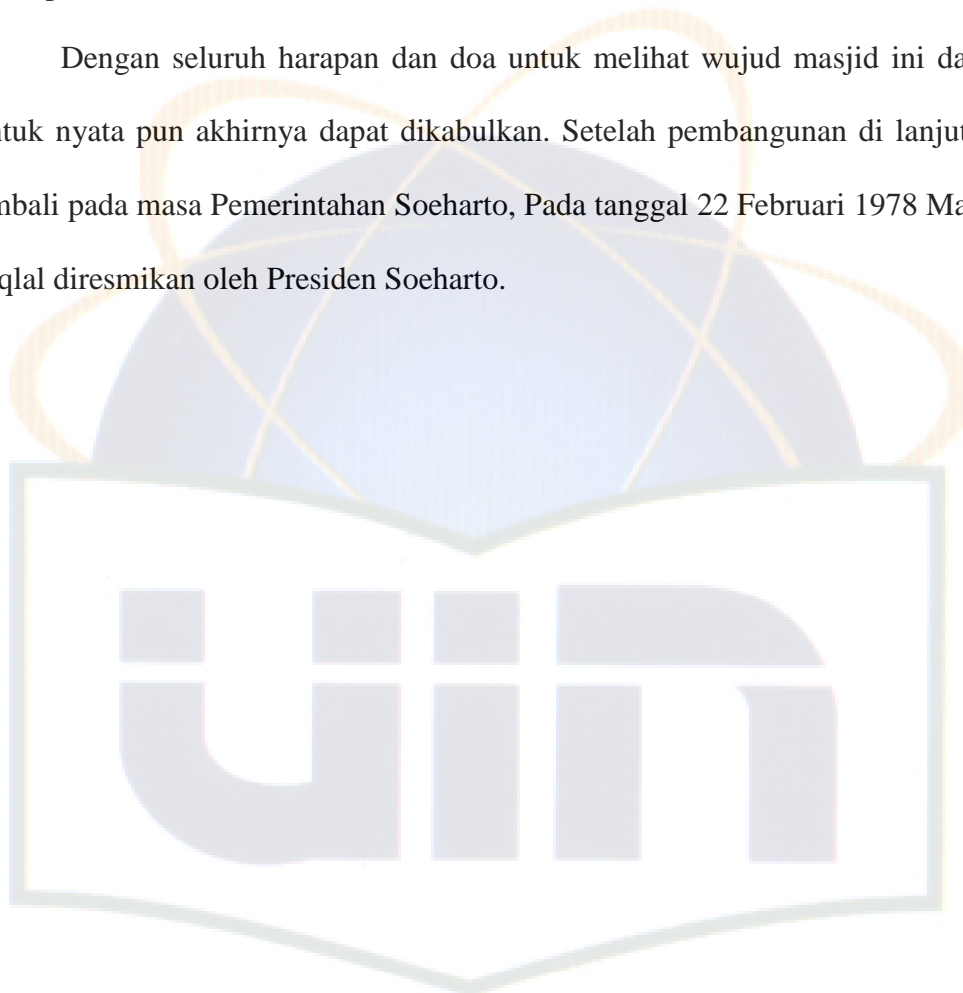 Dengan seluruh harapan dan doa untuk melihat wujud masjid ini da
ntuk nyata pun akhirnya dapat dikabulkan. Setelah pembangunan di lanjut
mbali pada masa Pemerintahan Soeharto, Pada tanggal 22 Februari 1978 Ma
qlal diresmikan oleh Presiden Soeharto.
uin